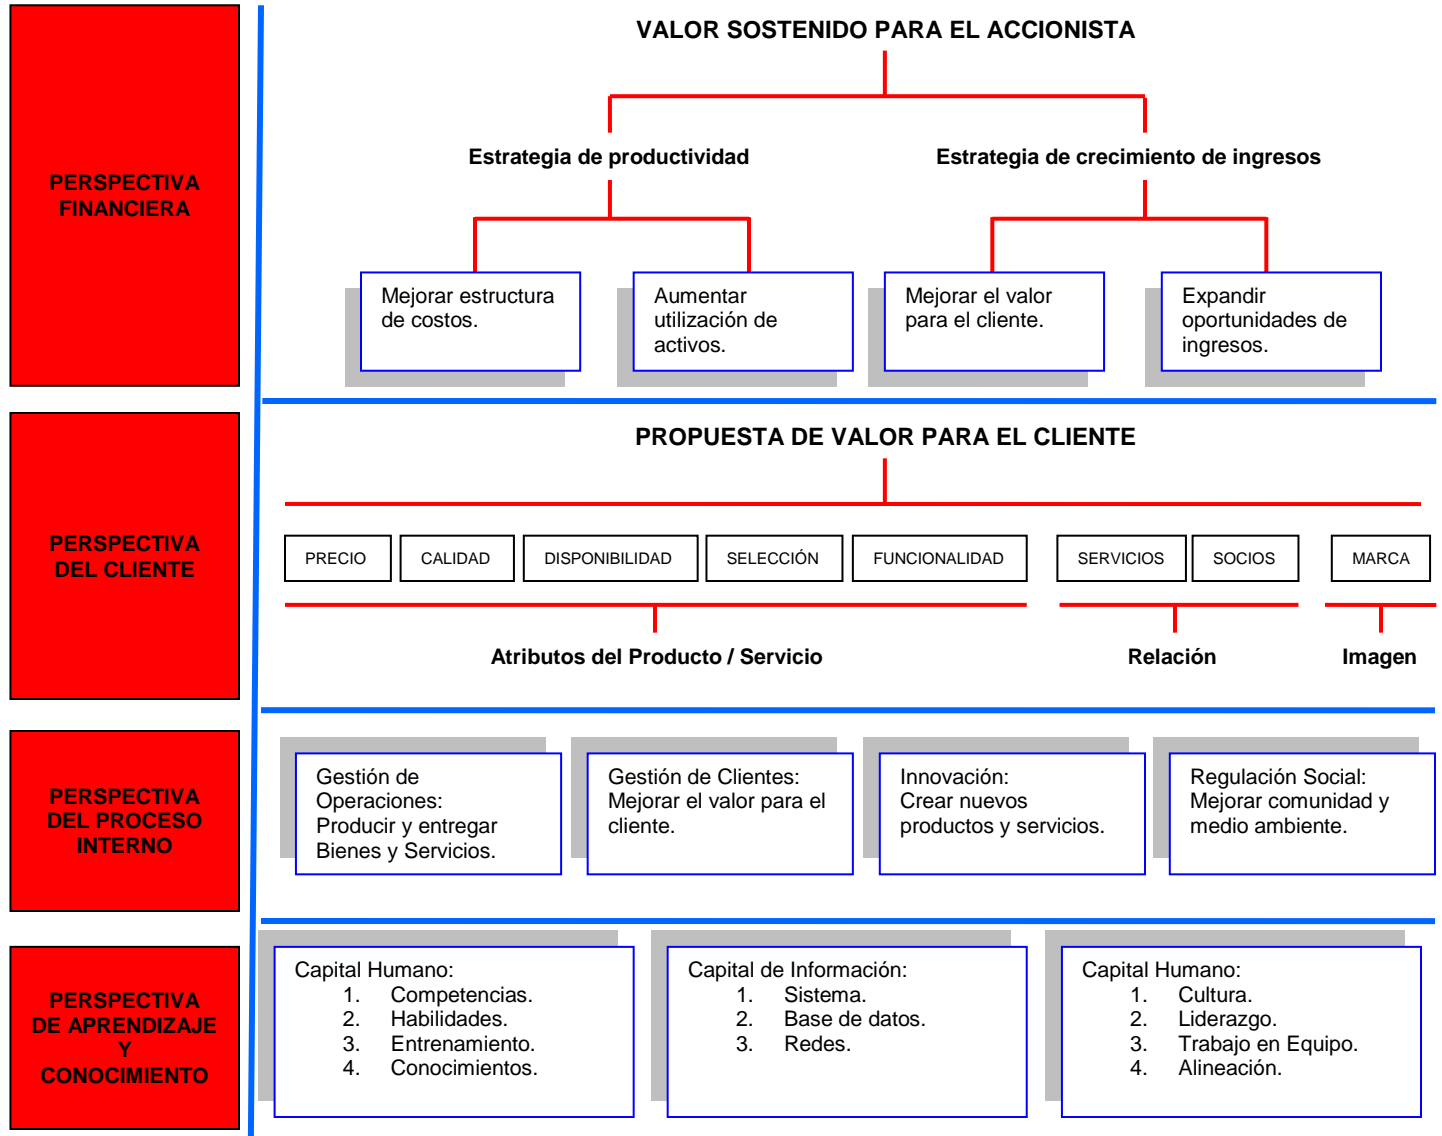 VALOR SOSTENIDO PARA EL ACCIONISTA
PERSPECTIVA
FINANCIERA
Estrategia de productividad
Estrategia de crecimiento de ingresos
Mejorar estructura
de costos.
Aumentar
utilización de
activos.
Mejorar el valor
para el cliente.
Expandir
oportunidades de
ingresos.
PERSPECTIVA
DEL CLIENTE
PROPUESTA DE VALOR PARA EL CLIENTE
PRECIO
CALIDAD
DISPONIBILIDAD
SELECCIÓN
FUNCIONALIDAD
SERVICIOS
SOCIOS
MARCA
Atributos del Producto / Servicio
Relación
Imagen
PERSPECTIVA
DEL PROCESO
INTERNO
Gestión de
Operaciones:
Producir y entregar
Bienes y Servicios.
Gestión de Clientes:
Mejorar el valor para el
cliente.
Innovación:
Crear nuevos
productos y servicios.
Regulación Social:
Mejorar comunidad y
medio ambiente.
PERSPECTIVA
DE APRENDIZAJE
Y
CONOCIMIENTO
Capital Humano:
1. Competencias.
2. Habilidades.
3. Entrenamiento.
4. Conocimientos.
Capital de Información:
1. Sistema.
2. Base de datos.
3. Redes.
Capital Humano:
1. Cultura.
2. Liderazgo.
3. Trabajo en Equipo.
4. Alineación.